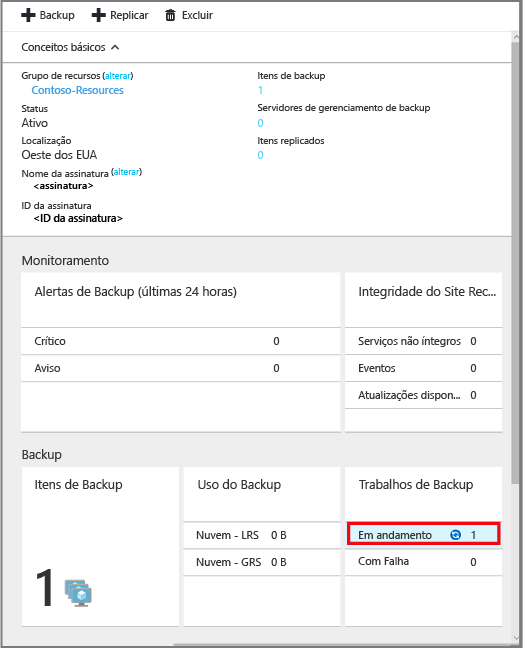 Backup Replicar Excluir
Conceitos básicos
Grupo de recursos (alterar)
Contoso-Resources
Status
Ativo
Localização
Oeste dos EUA
Nome da assinatura (alterar)
<assinatura>
ID da assinatura
<ID da assinatura>
Itens de backup
1
Servidores de gerenciamento de backup
0
Itens replicados
0
Monitoramento
Alertas de Backup (últimas 24 horas)
Crítico 0
Aviso 0
Integridade do Site Rec...
Serviços não íntegros 0
Eventos 0
Atualizações dispon... 0
Backup
Itens de Backup
1
Uso do Backup
Nuvem - LRS 0 B
Nuvem - GRS 0 B
Trabalhos de Backup
Em andamento 1
Com Falha 0